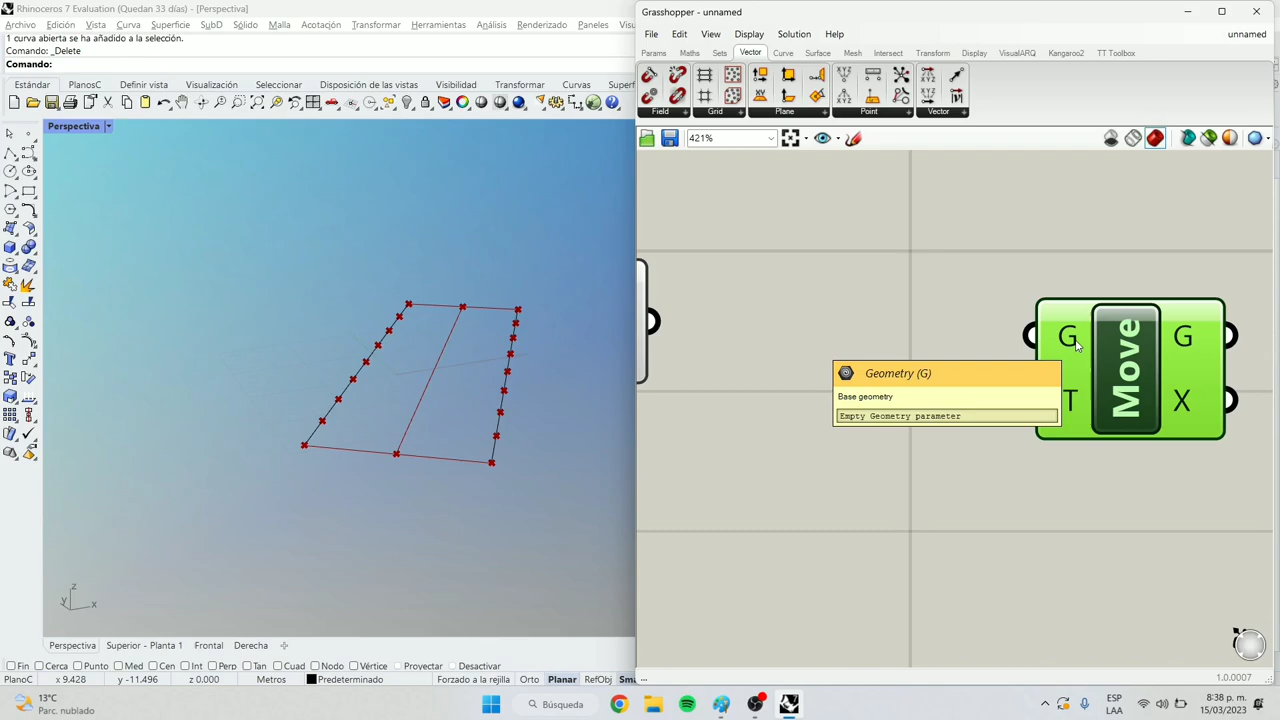 Rhinoceros 7 Evaluation (Quedan 33 días) - [Perspectiva]
Archivo Edición Vista Curva Superficie SubD Sólido Malla Acotación Transformar Herramientas Análisis Renderizado Paneles
1 curva abierta se ha añadido a la selección.
Comando: _Delete
Comando:
Estándar PlanosC Definir vista Visualización Seleccionar Disposición de las vistas Visibilidad Transformar Curvas
Perspectiva
z
y
x
Perspectiva Superior - Planta 1 Frontal Derecha
Fin Cerca Punto Med Cen Int Perp Tan Cuad Nodo Vértice Proyectar Desactivar
PlanoC x 9.428 y -11.496 z 0.000 Metros Predeterminado Forzado a la rejilla Orto Planar RefObj
Grasshopper - unnamed
File Edit View Display Solution Help unnamed
Params Maths Sets Vector Curve Surface Mesh Intersect Transform Display VisualARQ Kangaroo2 TT Toolbox
Field Grid Plane Point Vector
421%
G Move G
T X
Geometry (G)
Base geometry
Empty Geometry parameter
... 1.0.0007
13°C
Parc. nublado
Búsqueda
ESP
LAA
8:38 p. m.
15/03/2023